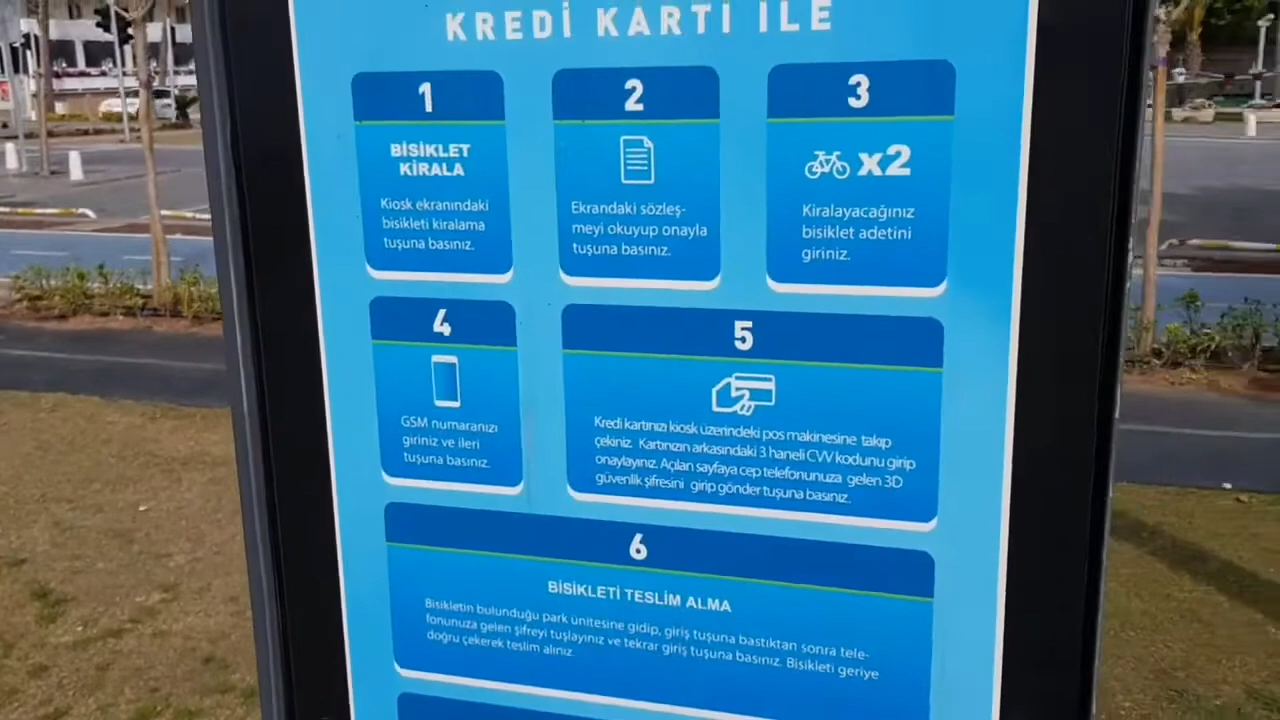 KREDİ KARTI İLE
1
BİSİKLET
KİRALA
Kiosk ekranındaki
bisikleti kiralama
tuşuna basınız.
2
Ekrandaki sözleş-
meyi okuyup onayla
tuşuna basınız.
3
x2
Kiralayacağınız
bisiklet adetini
giriniz.
4
GSM numaranızı
giriniz ve ileri
tuşuna basınız.
5
Kredi kartınızı kiosk üzerindeki pos makinesine takıp
çekiniz. Kartınızın arkasındaki 3 haneli CVV kodunu girip
onaylayınız. Açılan sayfaya cep telefonunuza gelen 3D
güvenlik şifresini girip gönder tuşuna basınız.
6
BİSİKLETİ TESLİM ALMA
Bisikletin bulunduğu park ünitesine gidip, giriş tuşuna bastıktan sonra tele-
fonunuza gelen şifreyi tuşlayınız ve tekrar giriş tuşuna basınız. Bisikleti geriye
doğru çekerek teslim alınız.